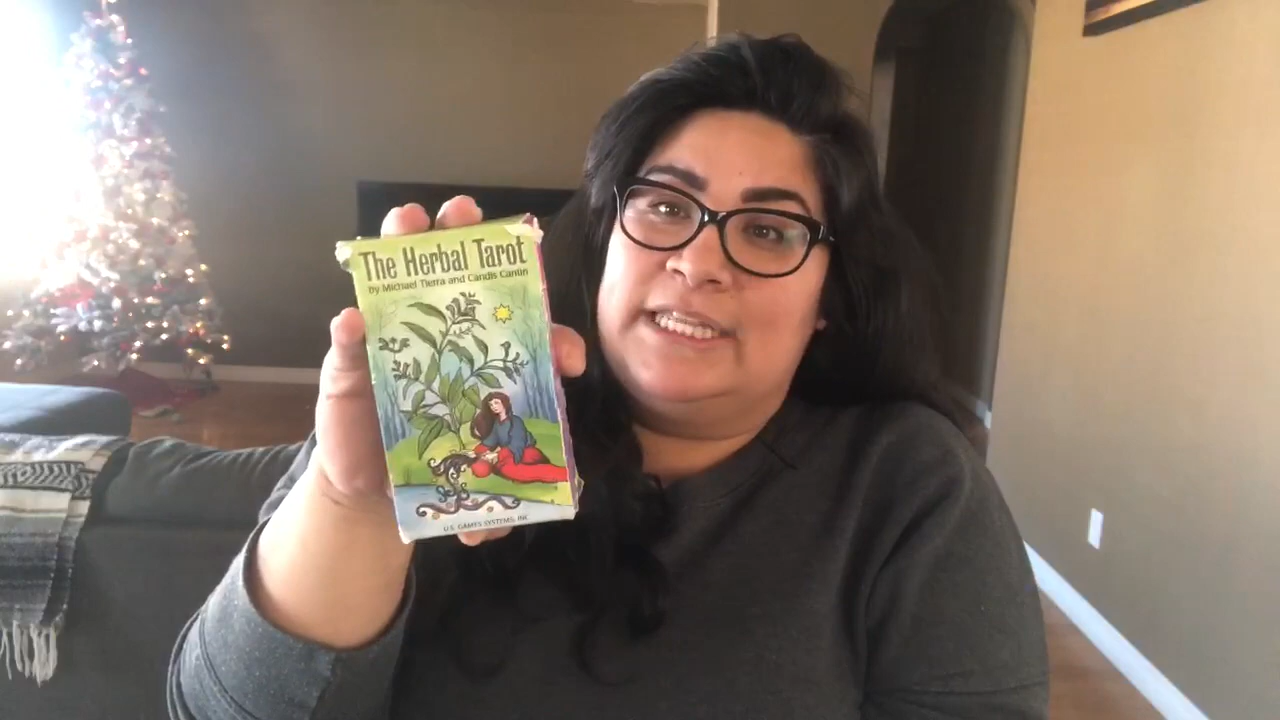 The Herbal Tarot
by Michael Tierra and Candis Cantin
U.S. GAMES SYSTEMS, INC.